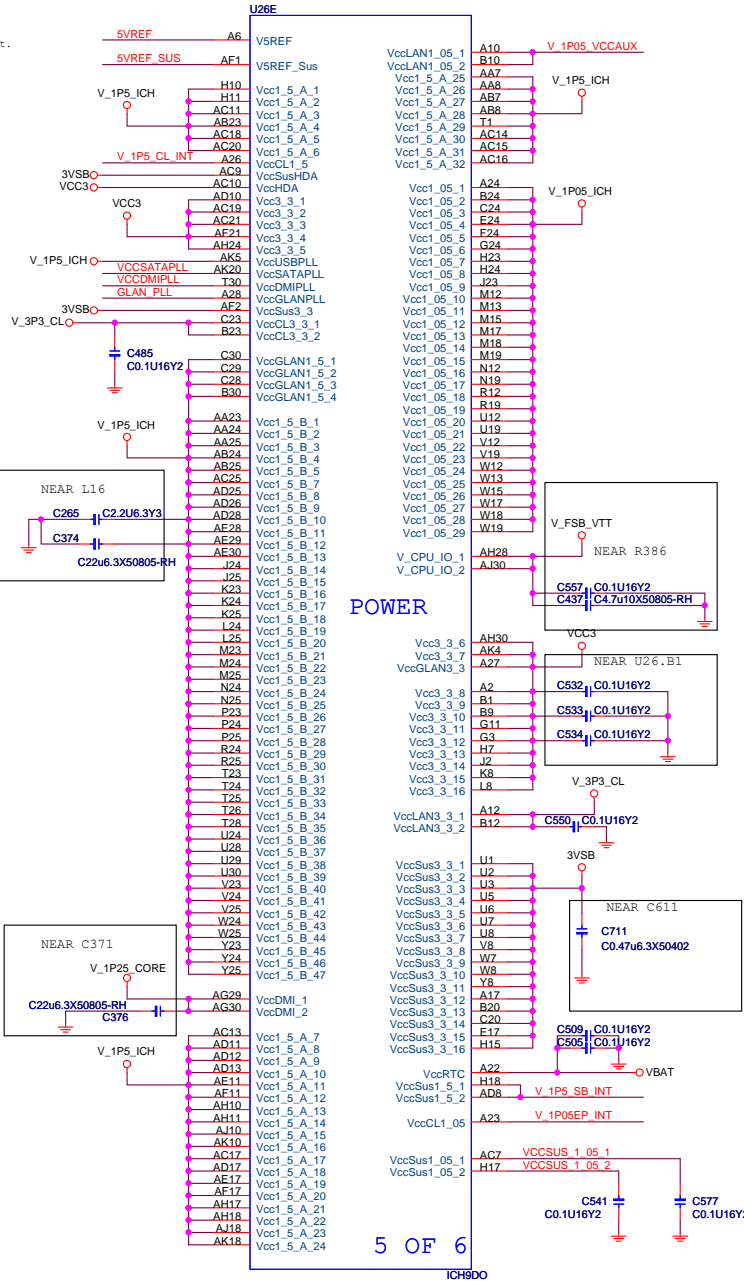 U26E
t.
5VREF A6 V5REF
5VREF_SUS AF1 V5REF_Sus
V_1P5_ICH
H10 Vcc1_5_A_1
H11 Vcc1_5_A_2
AC11 Vcc1_5_A_3
AB23 Vcc1_5_A_4
AC18 Vcc1_5_A_5
AC20 Vcc1_5_A_6
V_1P5_CL_INT A26 VccCL1_5
3VSB AC9 VccSusHDA
VCC3 AC10 VccHDA
VCC3
AD10 Vcc3_3_1
AC19 Vcc3_3_2
AC21 Vcc3_3_3
AF21 Vcc3_3_4
AH24 Vcc3_3_5
V_1P5_ICH AK5 VccUSBPLL
VCCSATAPLL AK20 VccSATAPLL
VCCDMIPLL T30 VccDMIPLL
GLAN_PLL A28 VccGLANPLL
3VSB AF2 VccSus3_3
V_3P3_CL C23 VccCL3_3_1
B23 VccCL3_3_2
C485
C0.1U16Y2
C30 VccGLAN1_5_1
C29 VccGLAN1_5_2
C28 VccGLAN1_5_3
B30 VccGLAN1_5_4
V_1P5_ICH
AA23 Vcc1_5_B_1
AA24 Vcc1_5_B_2
AA25 Vcc1_5_B_3
AB24 Vcc1_5_B_4
AB25 Vcc1_5_B_5
AC25 Vcc1_5_B_7
AD25 Vcc1_5_B_8
AD26 Vcc1_5_B_9
AD28 Vcc1_5_B_10
AE28 Vcc1_5_B_11
AE29 Vcc1_5_B_12
AE30 Vcc1_5_B_13
J24 Vcc1_5_B_14
J25 Vcc1_5_B_15
K23 Vcc1_5_B_16
K24 Vcc1_5_B_17
K25 Vcc1_5_B_18
L24 Vcc1_5_B_19
L25 Vcc1_5_B_20
M23 Vcc1_5_B_21
M24 Vcc1_5_B_22
M25 Vcc1_5_B_23
N24 Vcc1_5_B_24
N25 Vcc1_5_B_25
P23 Vcc1_5_B_26
P24 Vcc1_5_B_27
P25 Vcc1_5_B_28
R24 Vcc1_5_B_29
R25 Vcc1_5_B_30
T23 Vcc1_5_B_31
T24 Vcc1_5_B_32
T25 Vcc1_5_B_33
T26 Vcc1_5_B_34
T28 Vcc1_5_B_35
U24 Vcc1_5_B_36
U28 Vcc1_5_B_37
U29 Vcc1_5_B_38
U30 Vcc1_5_B_39
V23 Vcc1_5_B_40
V24 Vcc1_5_B_41
V25 Vcc1_5_B_42
W24 Vcc1_5_B_43
W25 Vcc1_5_B_44
Y23 Vcc1_5_B_45
Y24 Vcc1_5_B_46
Y25 Vcc1_5_B_47
NEAR L16
C265 C2.2U6.3Y3
C374
C22u6.3X50805-RH
NEAR C371
V_1P25_CORE
AG29 VccDMI_1
AG30 VccDMI_2
C22u6.3X50805-RH
C376
V_1P5_ICH
AC13 Vcc1_5_A_7
AD11 Vcc1_5_A_8
AD12 Vcc1_5_A_9
AD13 Vcc1_5_A_10
AE11 Vcc1_5_A_11
AF11 Vcc1_5_A_12
AH10 Vcc1_5_A_13
AH11 Vcc1_5_A_14
AJ10 Vcc1_5_A_15
AK10 Vcc1_5_A_16
AC17 Vcc1_5_A_17
AD17 Vcc1_5_A_18
AE17 Vcc1_5_A_19
AF17 Vcc1_5_A_20
AH17 Vcc1_5_A_21
AH18 Vcc1_5_A_22
AJ18 Vcc1_5_A_23
AK18 Vcc1_5_A_24
POWER
5 OF 6
ICH9DO
VccLAN1_05_1 A10 V_1P05_VCCAUX
VccLAN1_05_2 B10
Vcc1_5_A_25 AA7
Vcc1_5_A_26 AA8
Vcc1_5_A_27 AB7
Vcc1_5_A_28 AB8
Vcc1_5_A_29 T1
Vcc1_5_A_30 AC14
Vcc1_5_A_31 AC15
Vcc1_5_A_32 AC16
V_1P5_ICH
Vcc1_05_1 A24
Vcc1_05_2 B24
Vcc1_05_3 C24
Vcc1_05_4 E24
Vcc1_05_5 F24
Vcc1_05_6 G24
Vcc1_05_7 H23
Vcc1_05_8 H24
Vcc1_05_9 J23
Vcc1_05_10 M12
Vcc1_05_11 M13
Vcc1_05_12 M15
Vcc1_05_13 M17
Vcc1_05_14 M18
Vcc1_05_15 M19
Vcc1_05_16 N12
Vcc1_05_17 N19
Vcc1_05_18 R12
Vcc1_05_19 R19
Vcc1_05_20 U12
Vcc1_05_21 U19
Vcc1_05_22 V12
Vcc1_05_23 V19
Vcc1_05_24 W12
Vcc1_05_25 W13
Vcc1_05_26 W15
Vcc1_05_27 W17
Vcc1_05_28 W18
Vcc1_05_29 W19
V_1P05_ICH
V_FSB_VTT
NEAR R386
V_CPU_IO_1 AH28
V_CPU_IO_2 AJ30
C557 C0.1U16Y2
C437 C4.7u10X50805-RH
VCC3
Vcc3_3_6 AH30
Vcc3_3_7 AK4
VccGLAN3_3 A27
NEAR U26.B1
Vcc3_3_8 A2
Vcc3_3_9 B1
Vcc3_3_10 B9
Vcc3_3_11 G11
Vcc3_3_12 G3
Vcc3_3_13 H7
Vcc3_3_14 J2
Vcc3_3_15 K8
Vcc3_3_16 L8
C532 C0.1U16Y2
C533 C0.1U16Y2
C534 C0.1U16Y2
V_3P3_CL
VccLAN3_3_1 A12
VccLAN3_3_2 B12
C550 C0.1U16Y2
3VSB
VccSus3_3_1 U1
VccSus3_3_2 U2
VccSus3_3_3 U3
VccSus3_3_4 U5
VccSus3_3_5 U6
VccSus3_3_6 U7
VccSus3_3_7 U8
VccSus3_3_8 V8
VccSus3_3_9 W7
VccSus3_3_10 W8
VccSus3_3_11 Y8
VccSus3_3_12 A17
VccSus3_3_13 B20
VccSus3_3_14 C20
VccSus3_3_15 E17
VccSus3_3_16 H15
NEAR C611
C711
C0.47u6.3X50402
C509 C0.1U16Y2
C505 C0.1U16Y2
VccRTC A22 VBAT
VccSus1_5_1 H18
VccSus1_5_2 AD8 V_1P5_SB_INT
VccCL1_05 A23 V_1P05EP_INT
VccSus1_05_1 AC7 VCCSUS_1_05_1
VccSus1_05_2 H17 VCCSUS_1_05_2
C541
C0.1U16Y2
C577
C0.1U16Y2